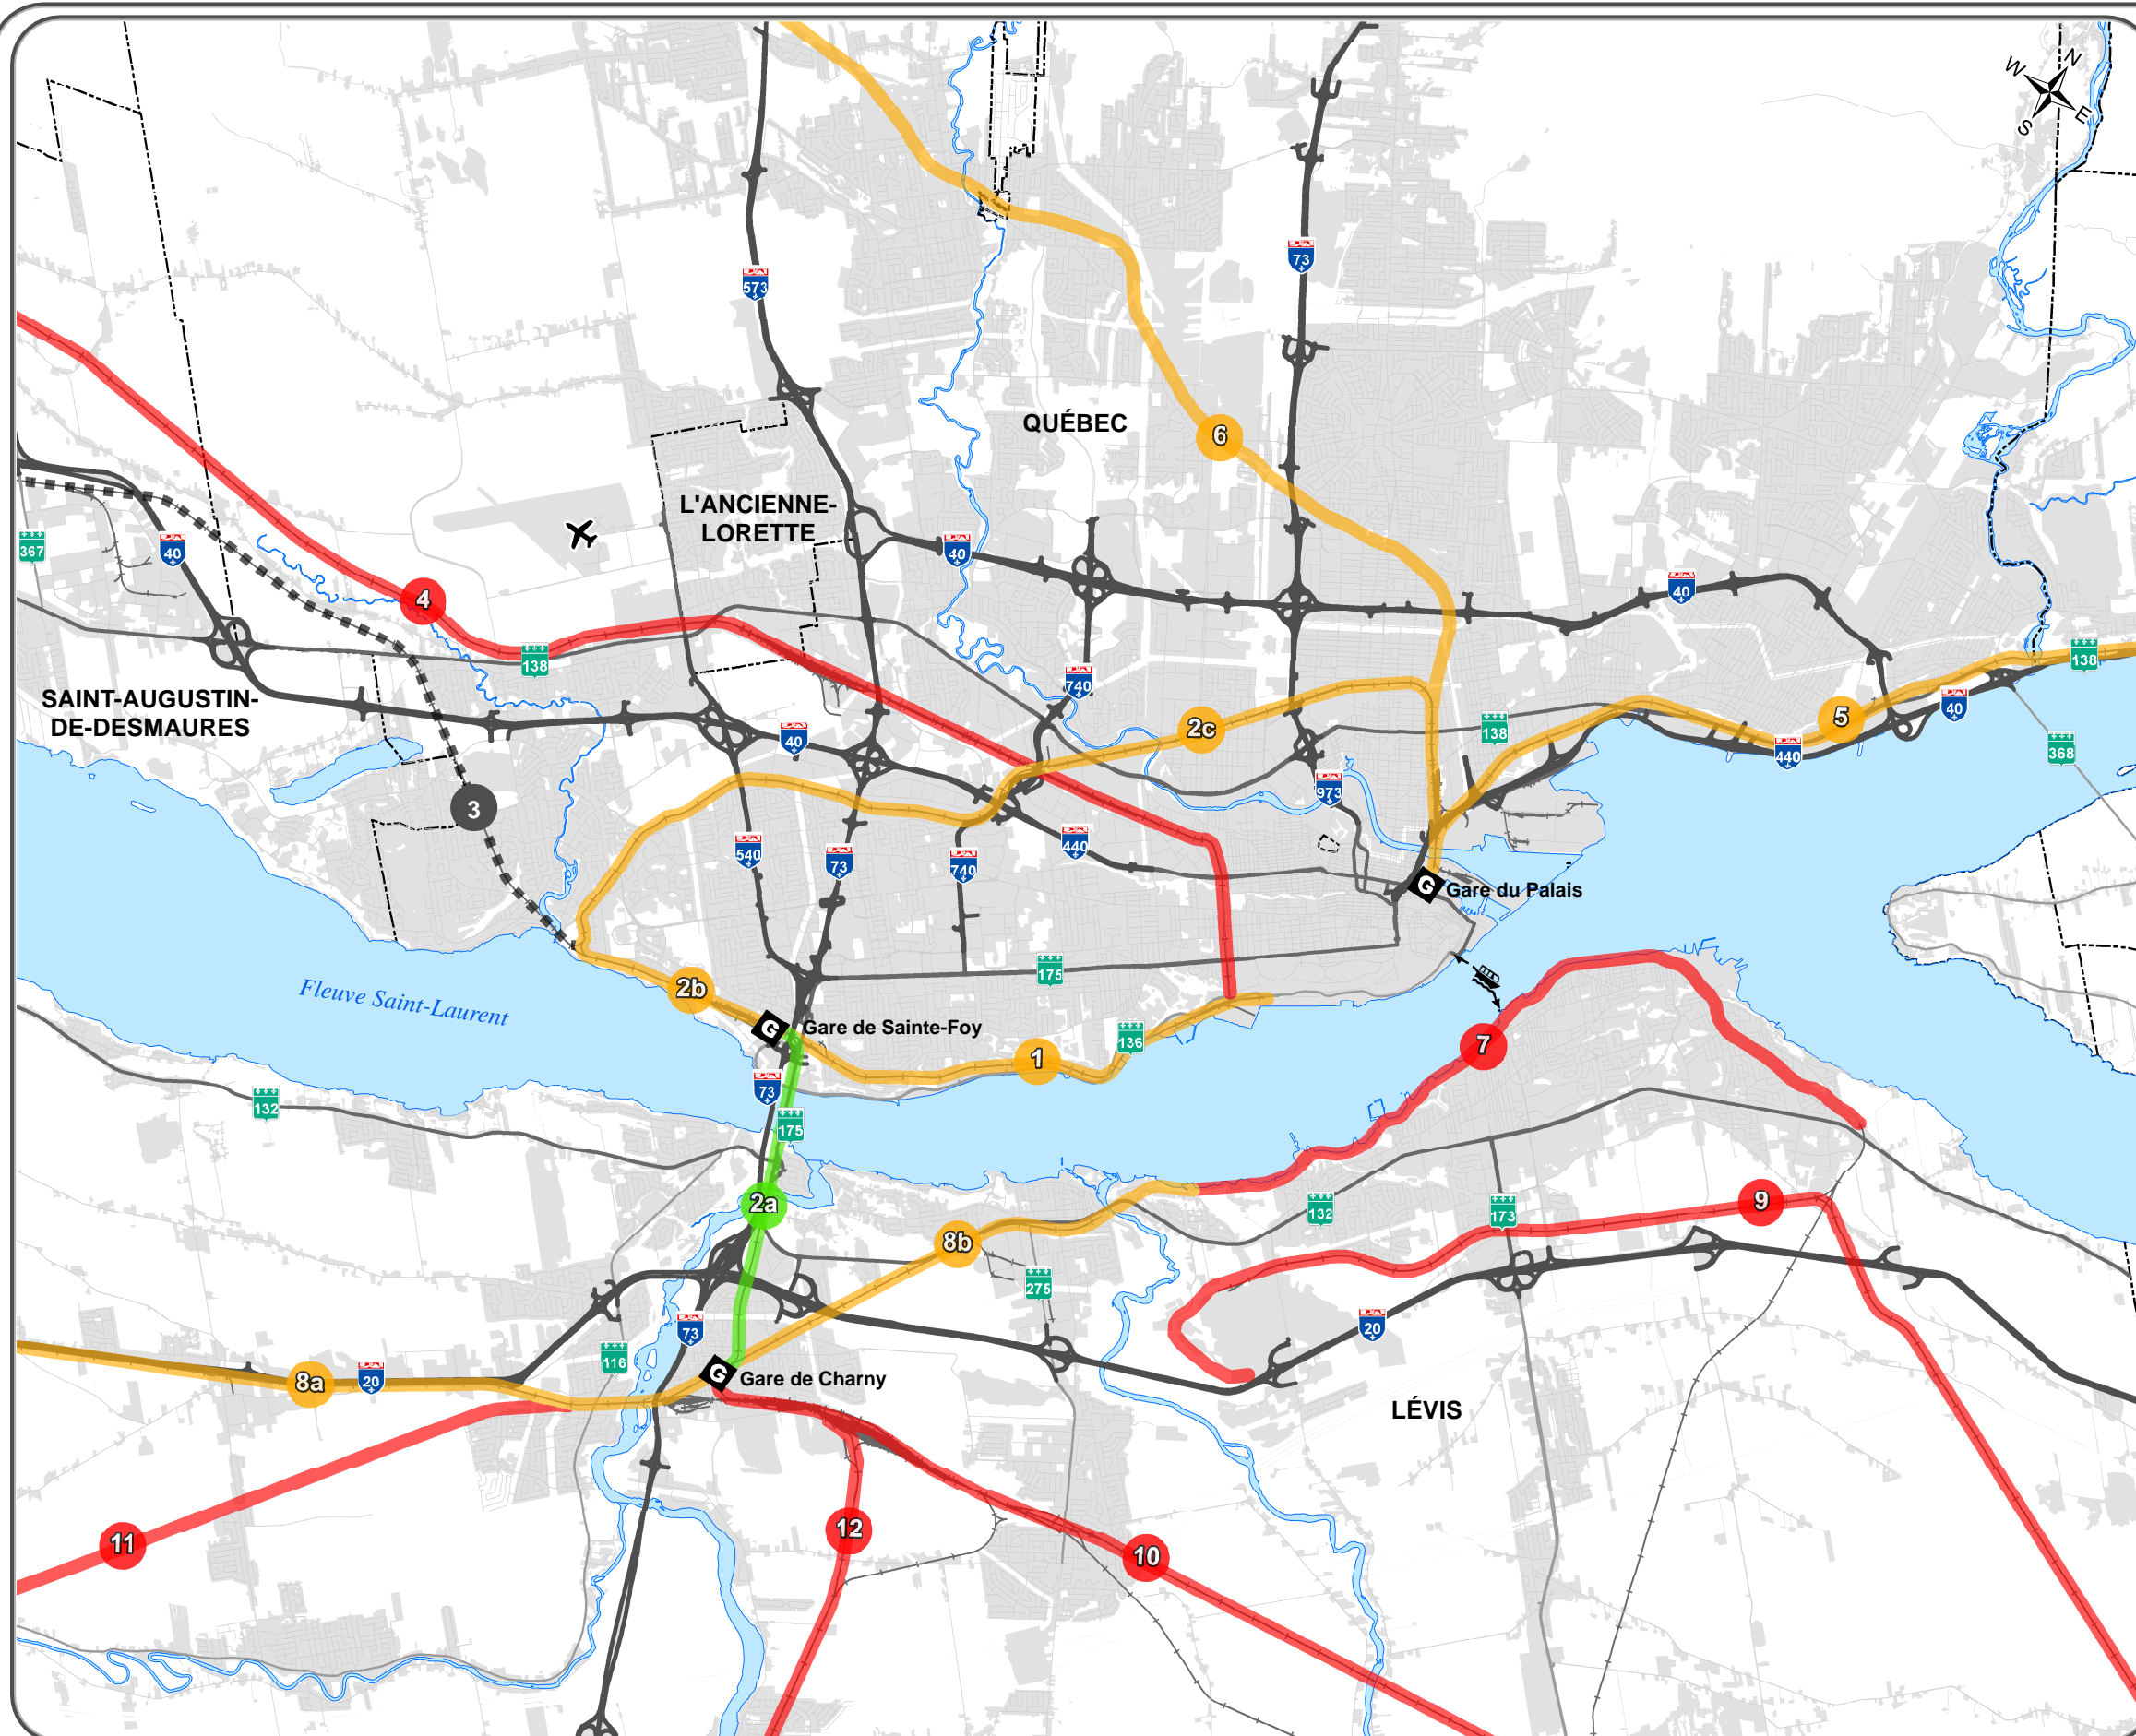 N
W
E
S
573
73
6
QUÉBEC
L'ANCIENNE-
LORETTE
367
40
40
40
4
138
138
740
SAINT-AUGUSTIN-
DE-DESMAURES
40
2c
138
5
40
440
368
3
973
540
73
740
440
G Gare du Palais
175
2b
Fleuve Saint-Laurent
G Gare de Sainte-Foy
1
136
7
73
132
175
2a
132
173
9
8b
275
73
20
116
8a
20
G Gare de Charny
LÉVIS
11
12
10